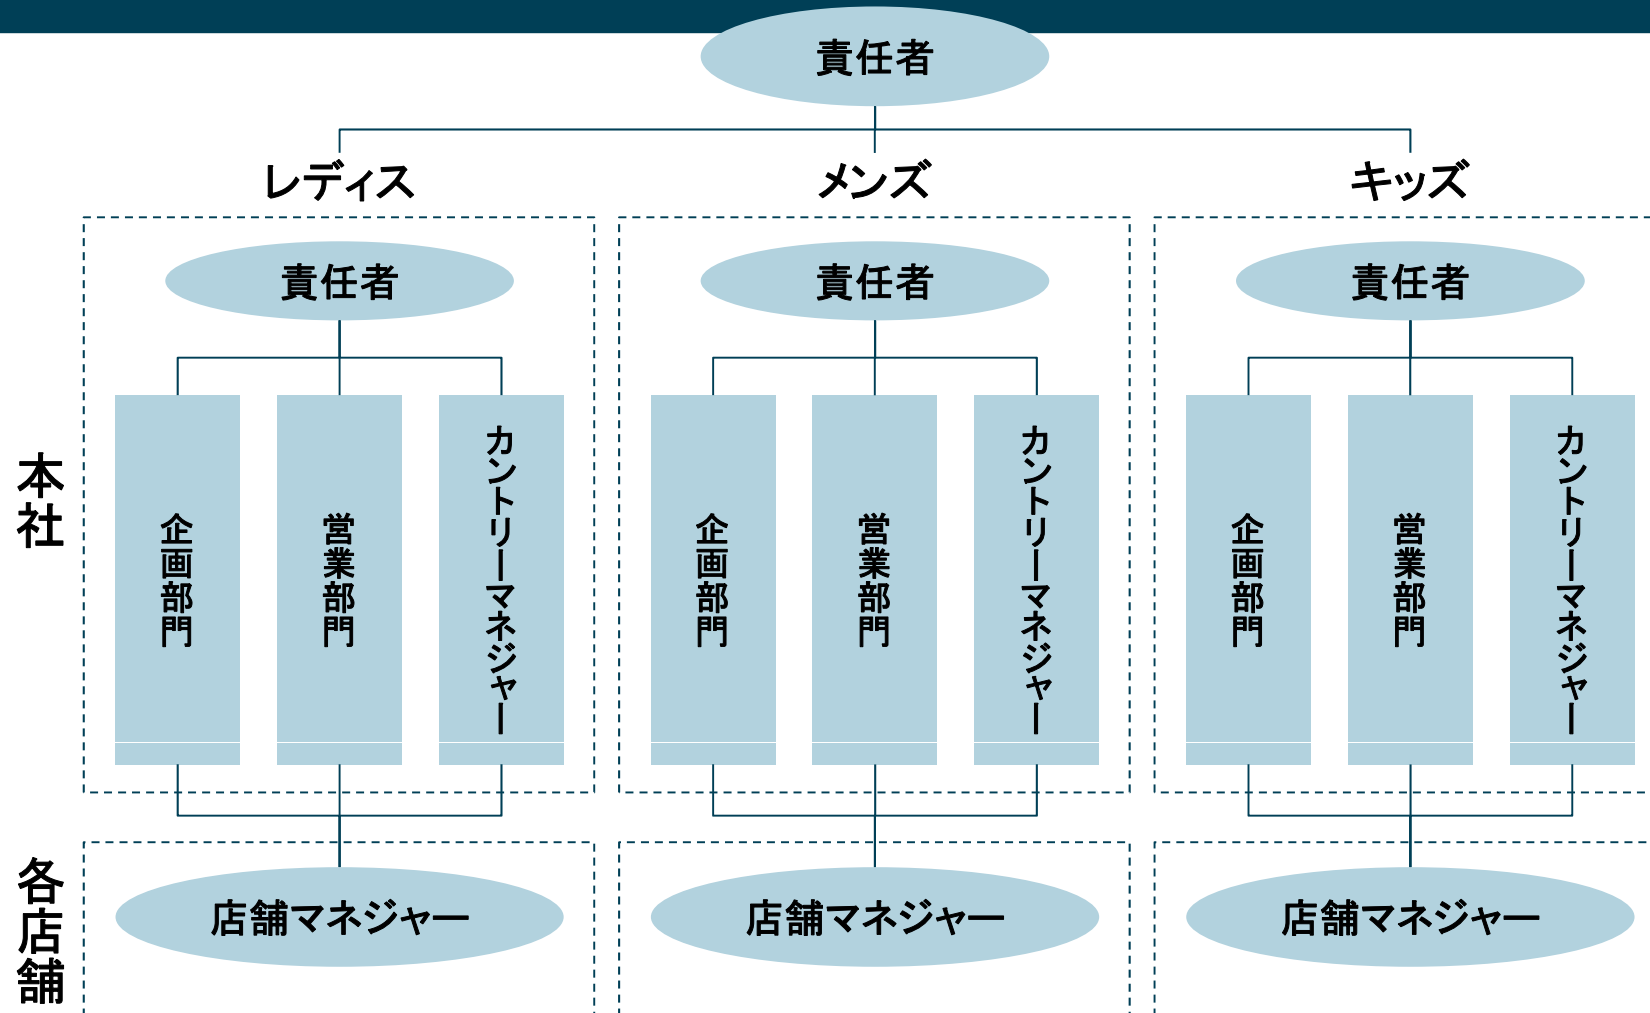 責任者
レディス
メンズ
キッズ
責任者
責任者
責任者
本社
企画部門
営業部門
カントリーマネジャー
企画部門
営業部門
カントリーマネジャー
企画部門
営業部門
カントリーマネジャー
各店舗
店舗マネジャー
店舗マネジャー
店舗マネジャー